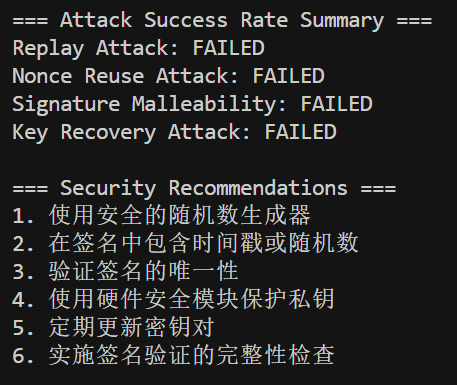 === Attack Success Rate Summary ===
Replay Attack: FAILED
Nonce Reuse Attack: FAILED
Signature Malleability: FAILED
Key Recovery Attack: FAILED
=== Security Recommendations ===
1. 使用安全的随机数生成器
2. 在签名中包含时间戳或随机数
3. 验证签名的唯一性
4. 使用硬件安全模块保护私钥
5. 定期更新密钥对
6. 实施签名验证的完整性检查